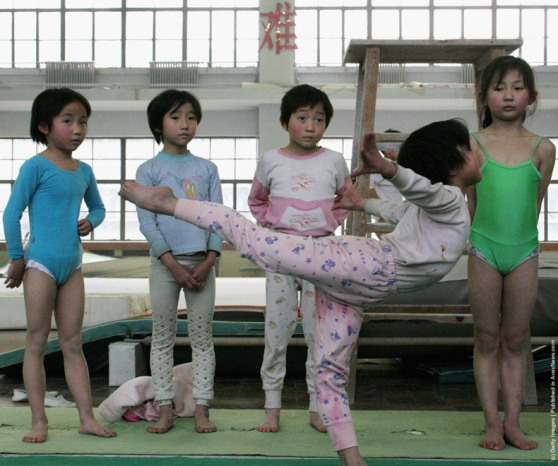 难
Getty Images | Published in AvaxNews.com